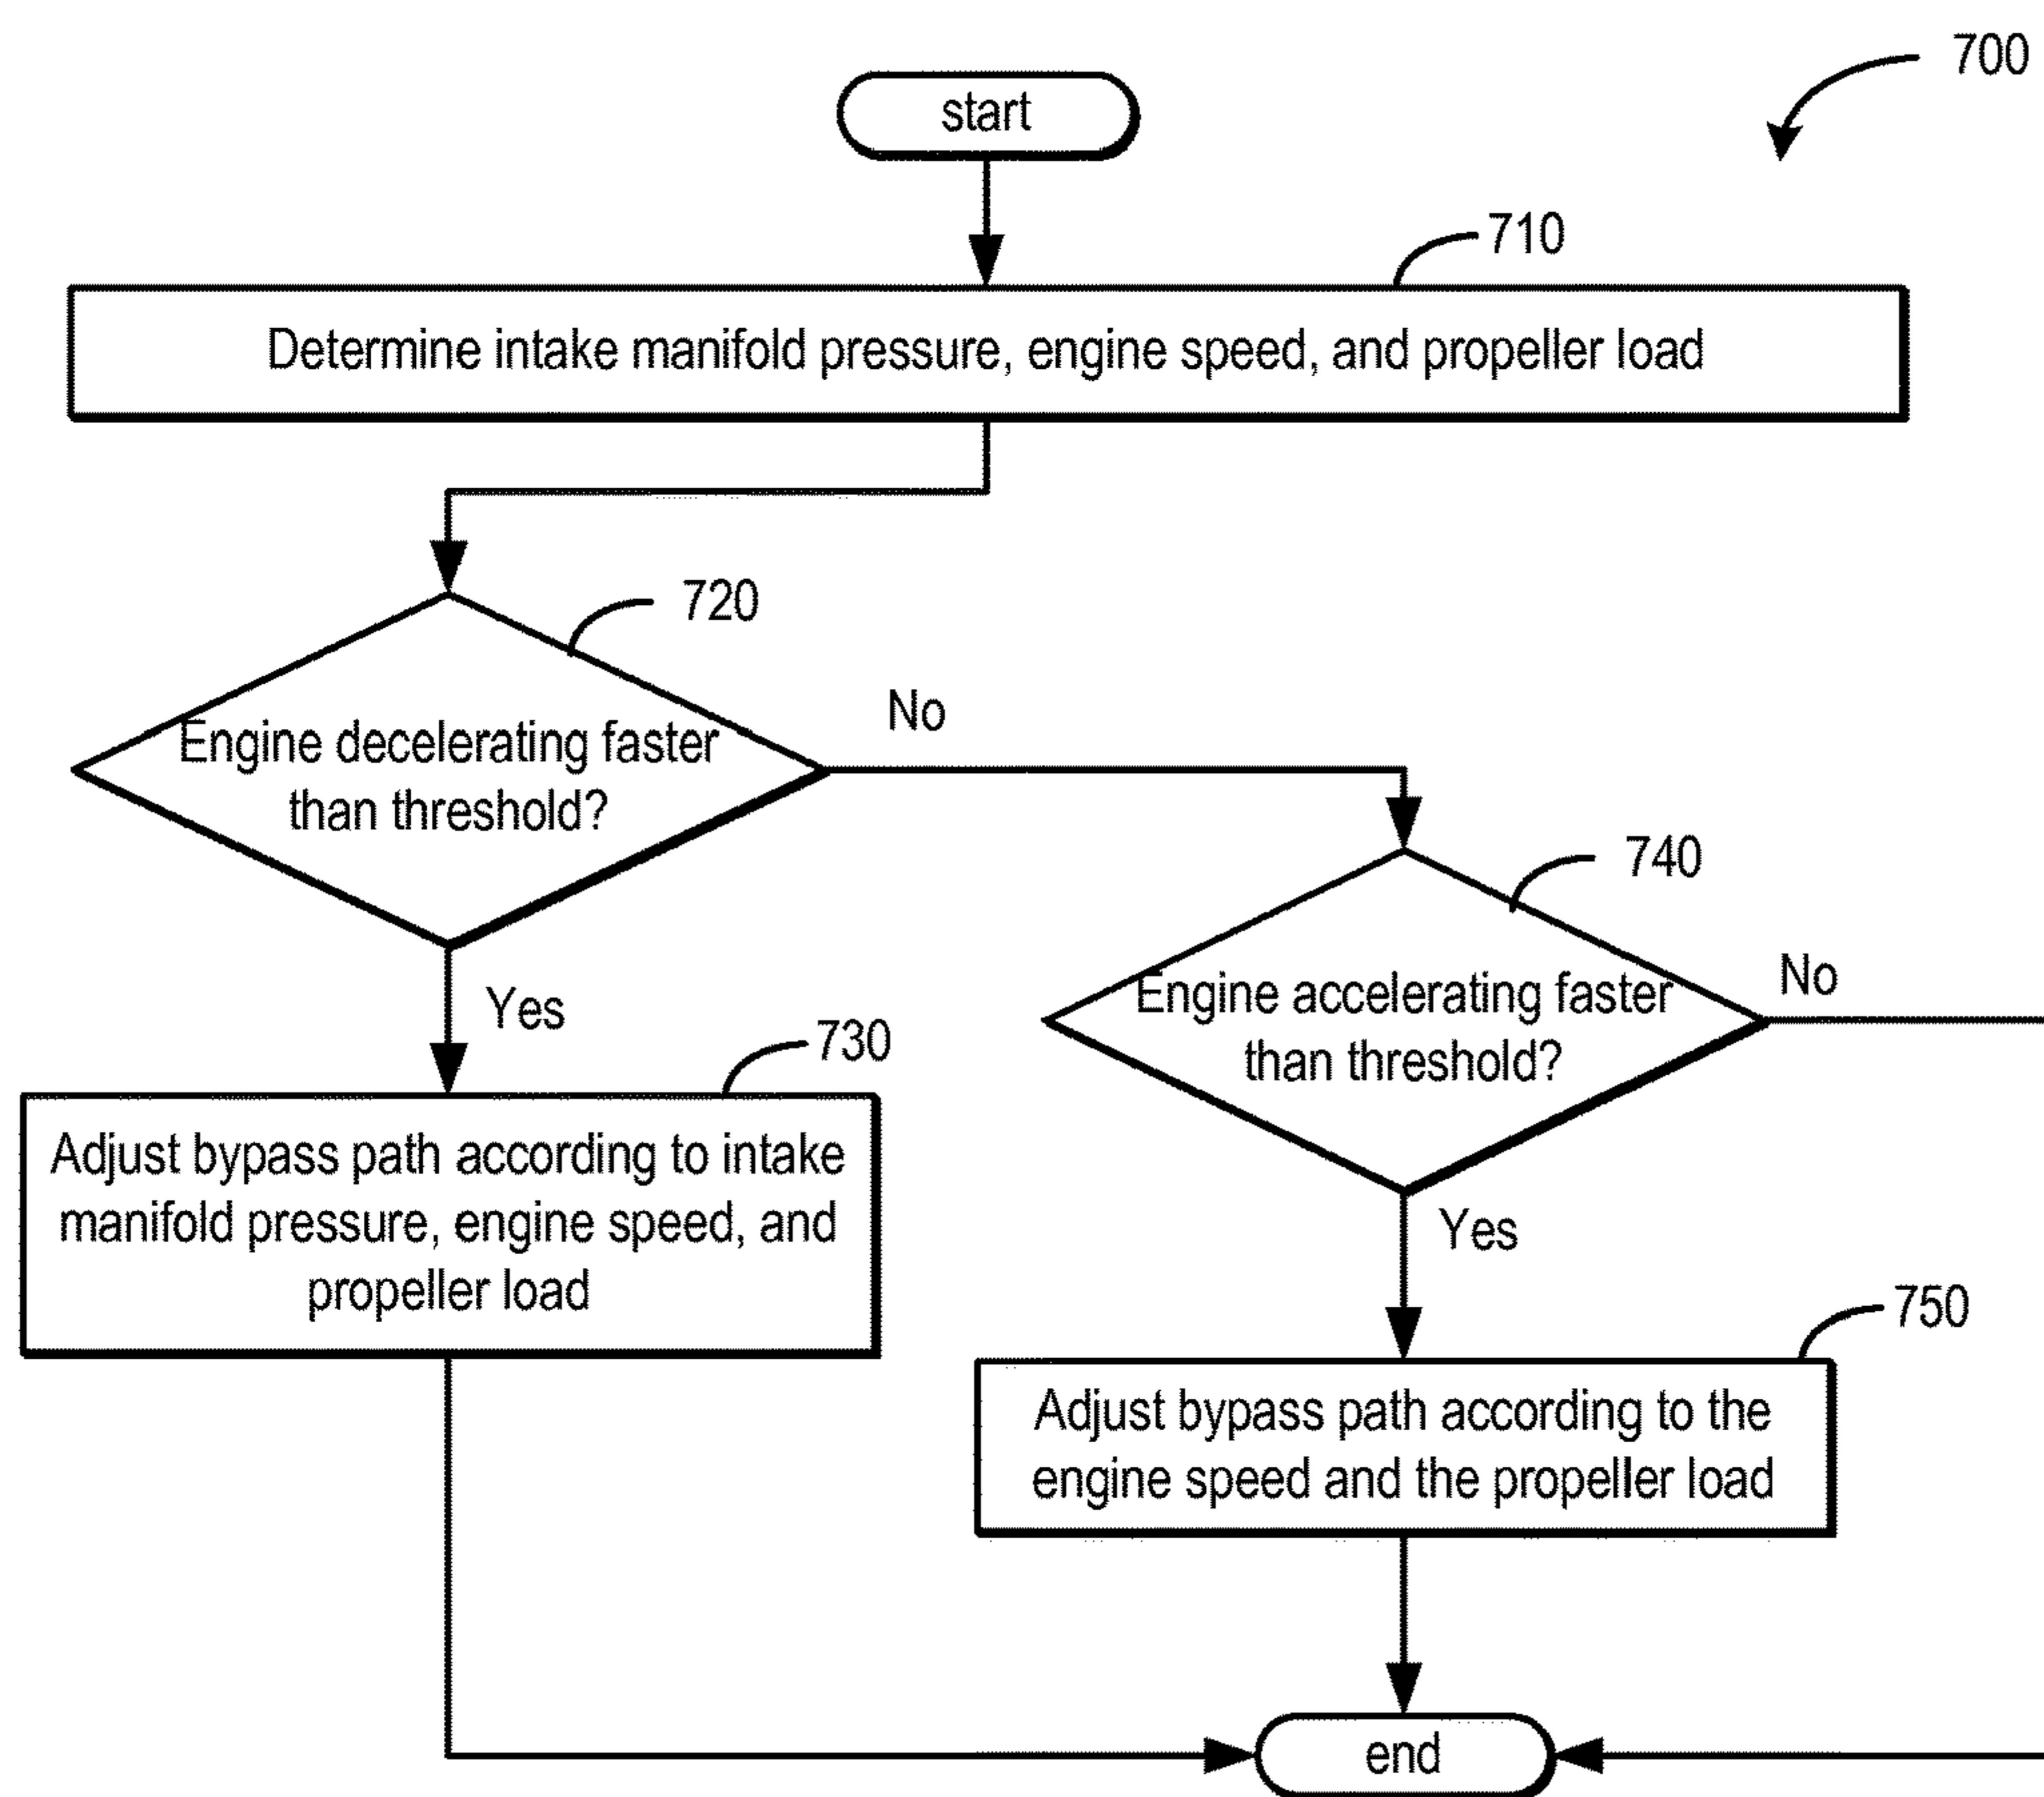 700
start
710
Determine intake manifold pressure, engine speed, and propeller load
720
Engine decelerating faster
than threshold?
No
Yes
740
Engine accelerating faster
than threshold?
No
Yes
730
Adjust bypass path according to intake
manifold pressure, engine speed, and
propeller load
750
Adjust bypass path according to the
engine speed and the propeller load
end